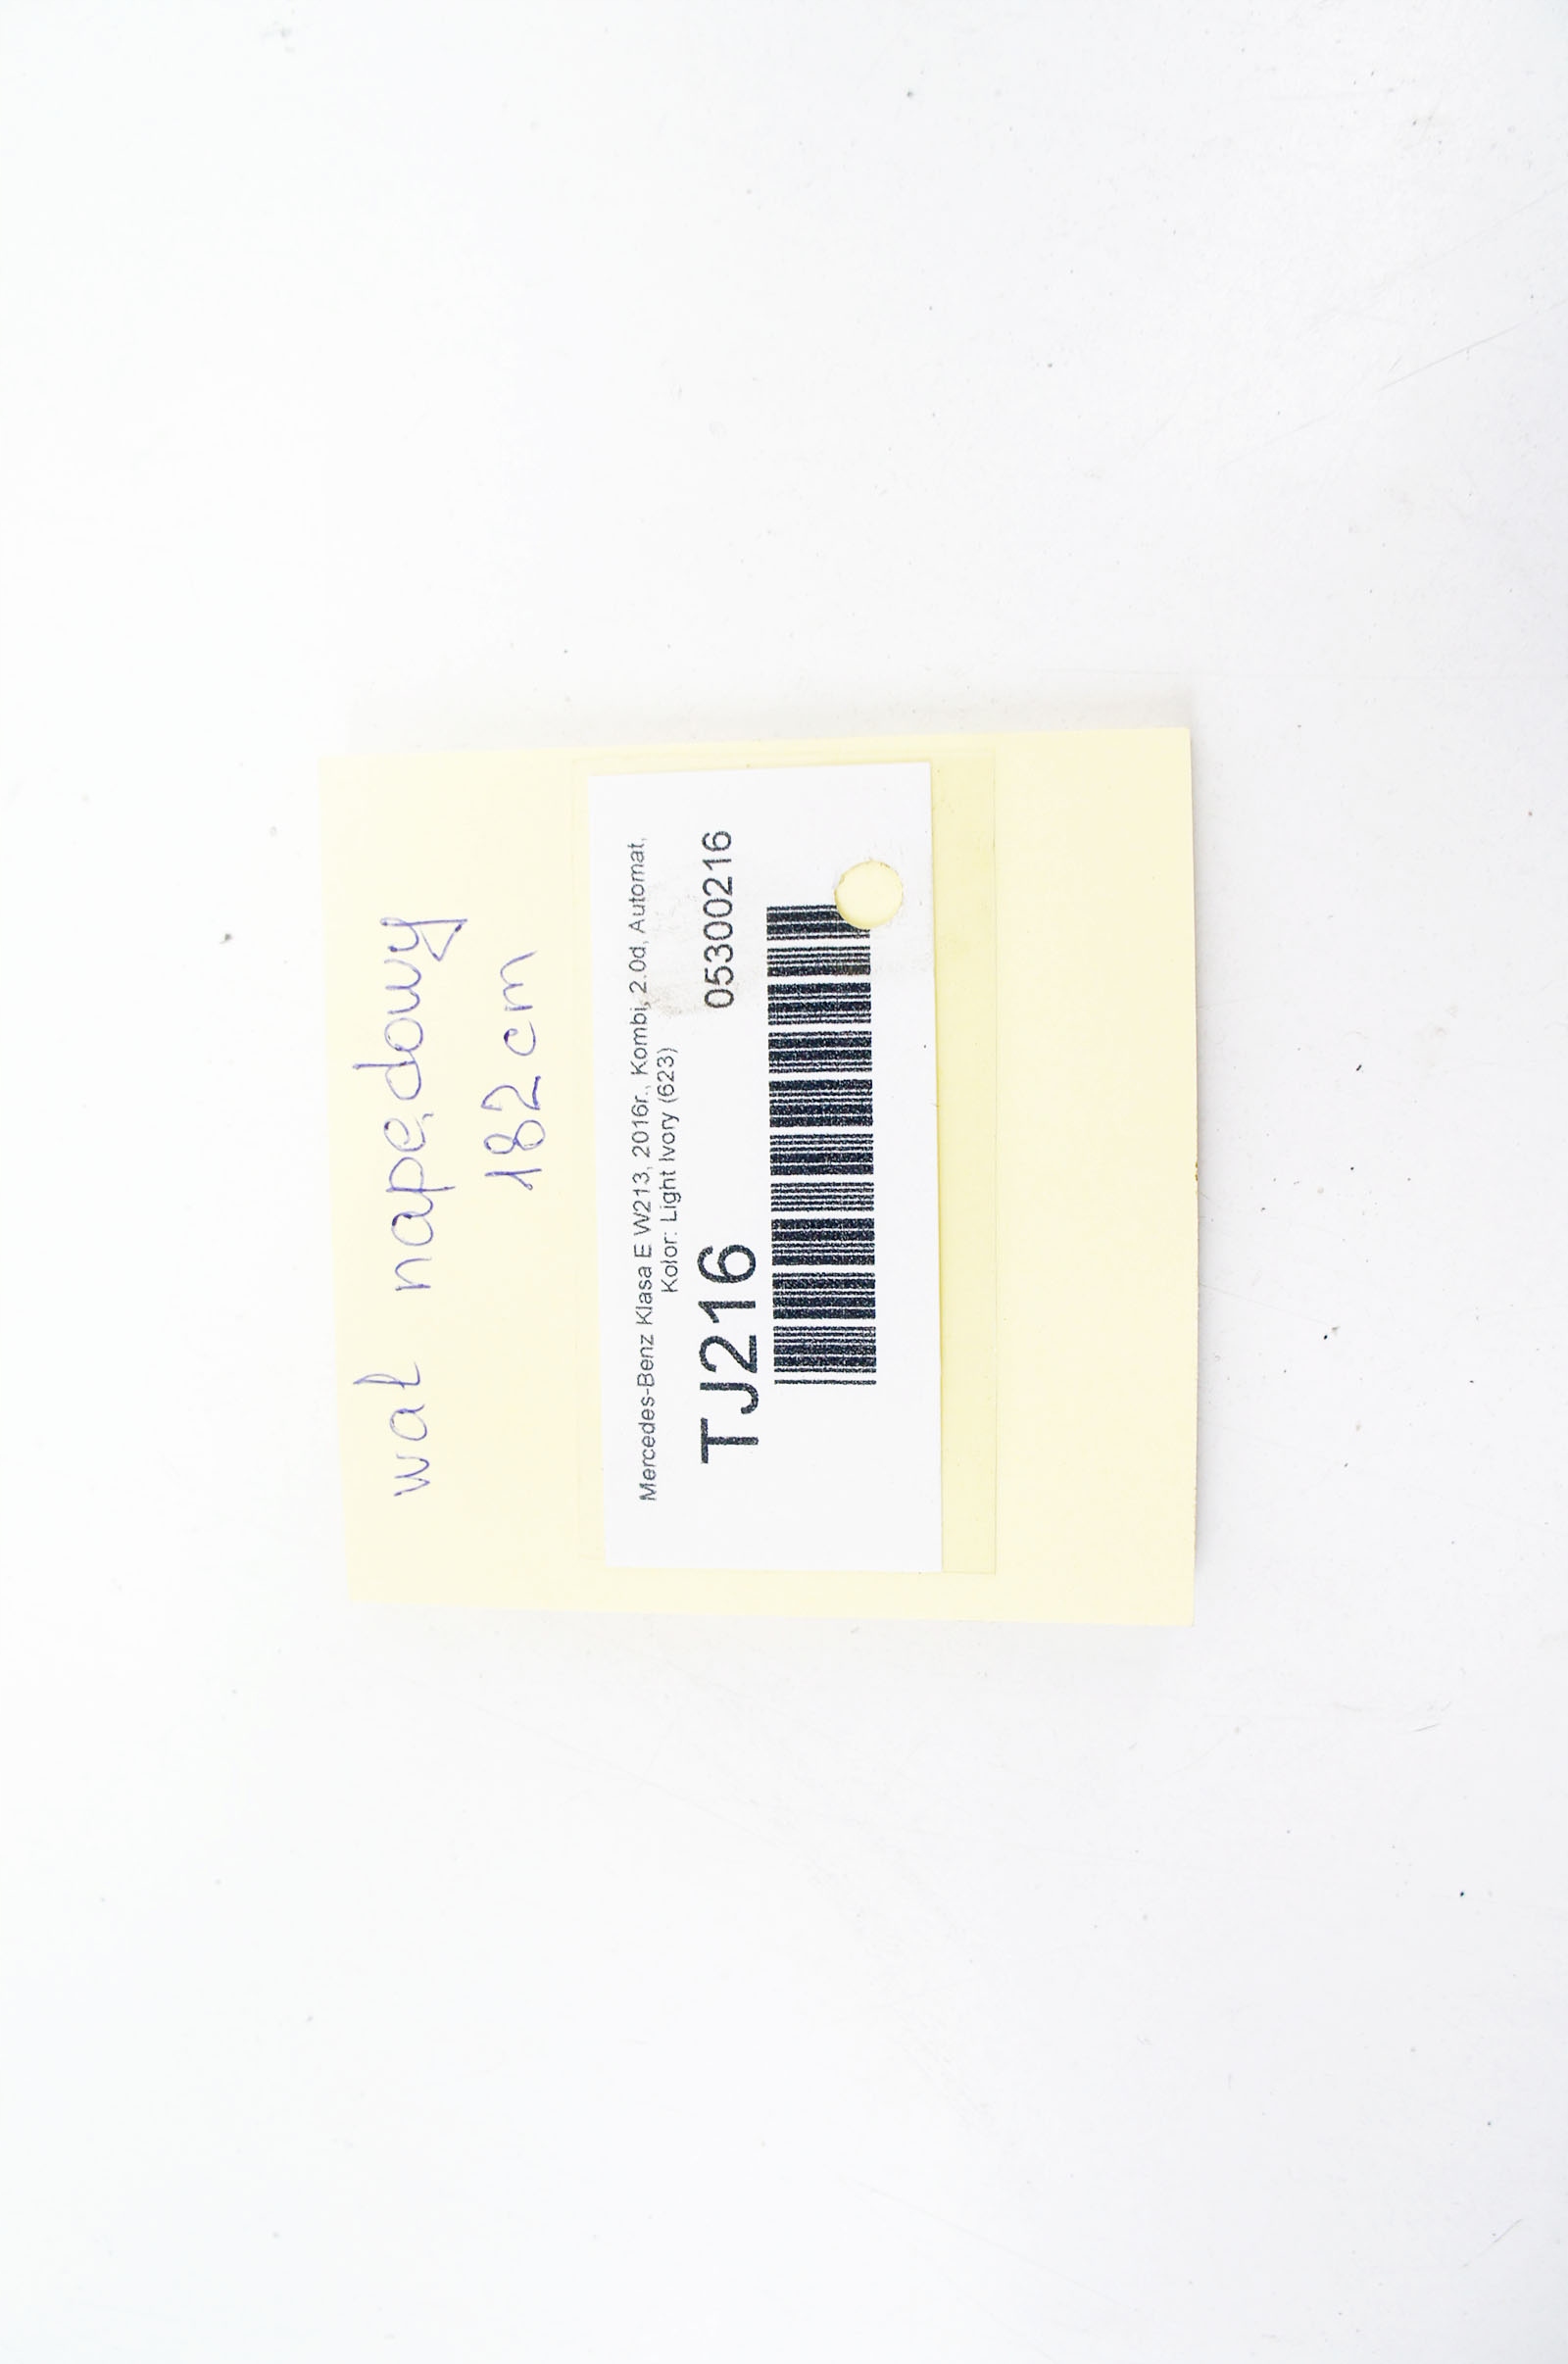 wał napędowy
182 cm
Mercedes-Benz Klasa E W213, 2016r., Kombi, 2.0d, Automat,
Kolor: Light Ivory (623)
TJ216 05300216